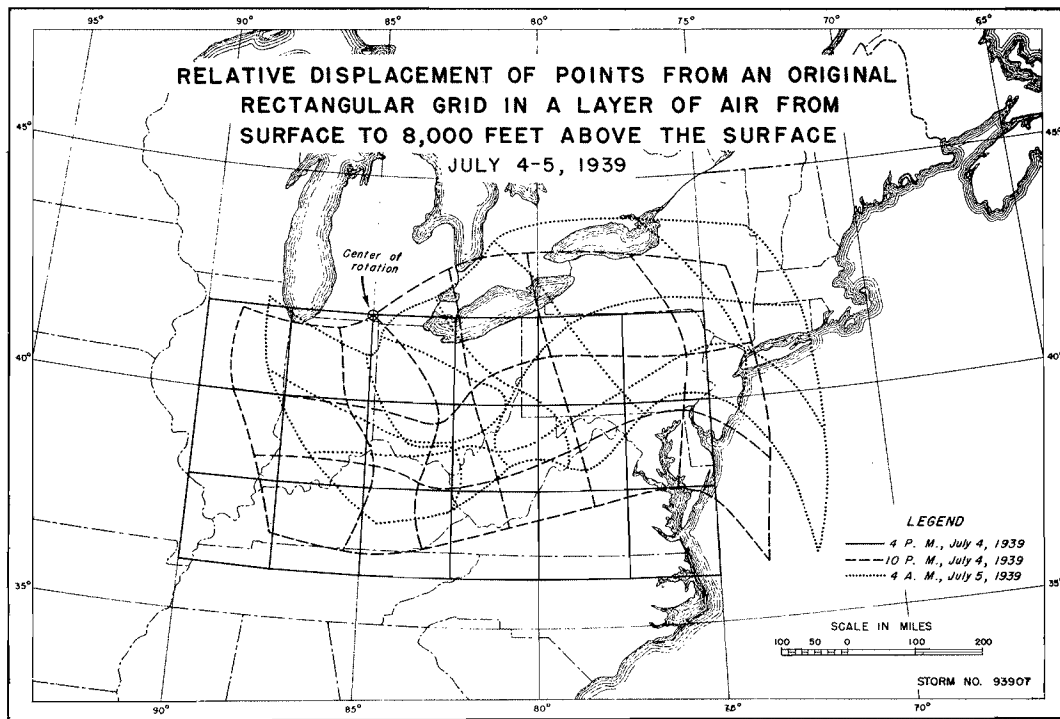 95° 90° 85° 80° 75° 70° 65°
RELATIVE DISPLACEMENT OF POINTS FROM AN ORIGINAL
RECTANGULAR GRID IN A LAYER OF AIR FROM
SURFACE TO 8,000 FEET ABOVE THE SURFACE
JULY 4-5, 1939
45° 45°
Center of
rotation
40° 40°
LEGEND
4 P. M., July 4, 1939
10 P. M., July 4, 1939
4 A. M., July 5, 1939
35° 35°
SCALE IN MILES
100 50 0 100 200
STORM NO. 93907
90° 85° 80° 75° 70°